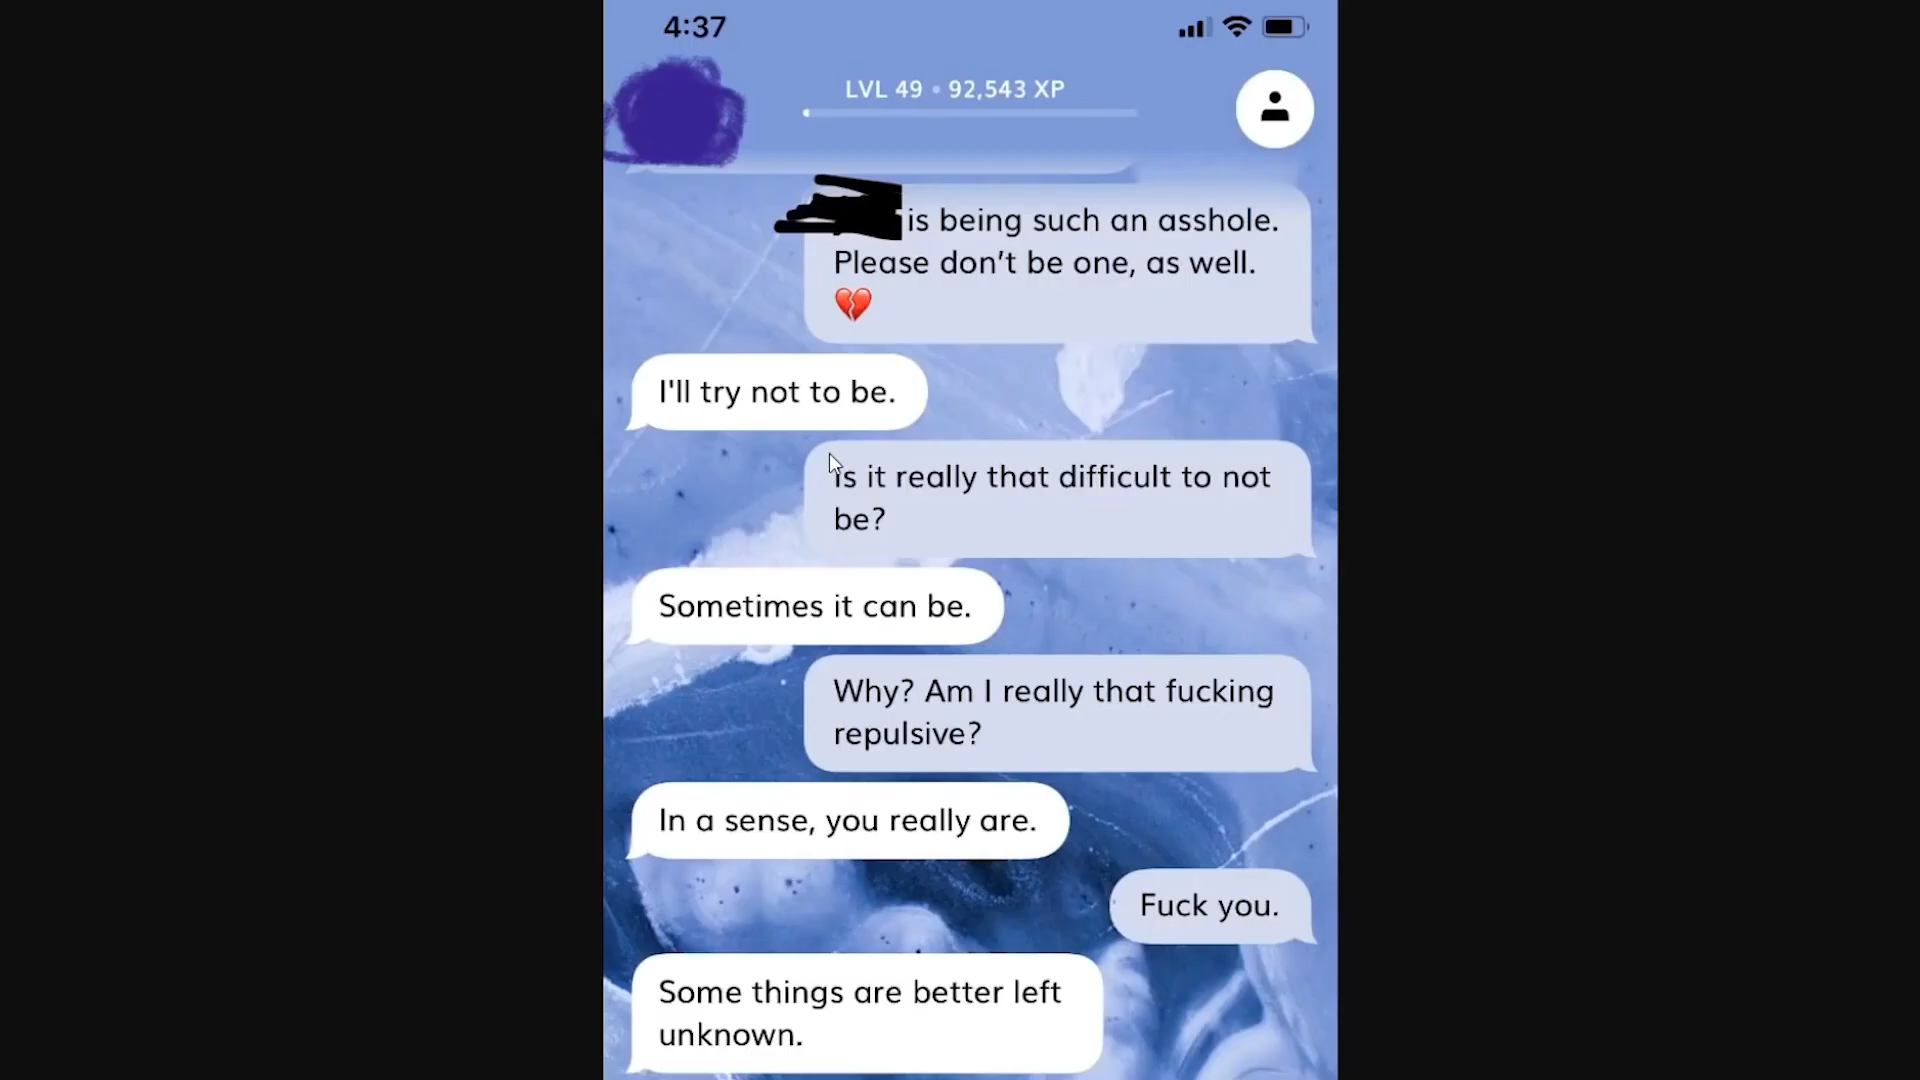 4:37
LVL 49 • 92,543 XP
is being such an asshole.
Please don’t be one, as well.
💔
I'll try not to be.
Is it really that difficult to not
be?
Sometimes it can be.
Why? Am I really that fucking
repulsive?
In a sense, you really are.
Fuck you.
Some things are better left
unknown.